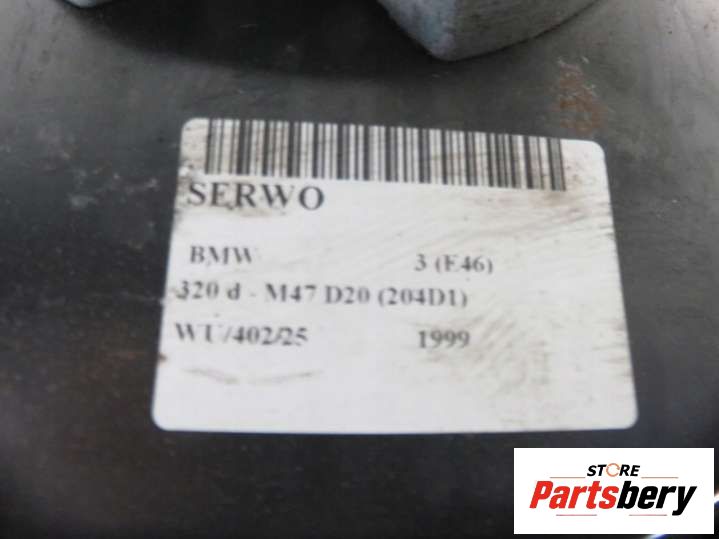 SERWO
BMW 3 (E46)
320 d - M47 D20 (204D1)
WU/402/25 1999
STORE
Partsbery